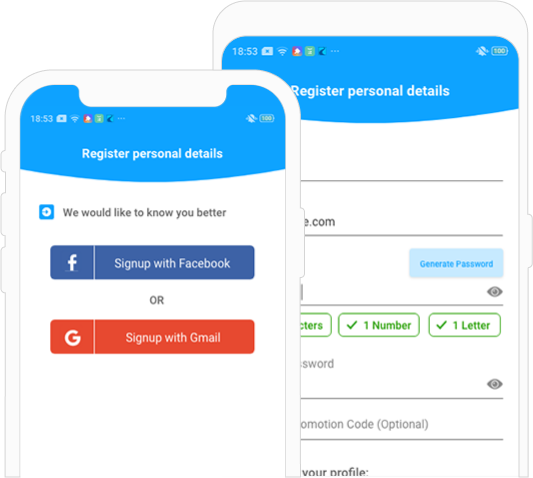 18:53
100
Register personal details
We would like to know you better
f
Signup with Facebook
OR
G
Signup with Gmail
18:53
100
Register personal details
e.com
Generate Password
cters
1 Number
1 Letter
ssword
omotion Code (Optional)
your profile: